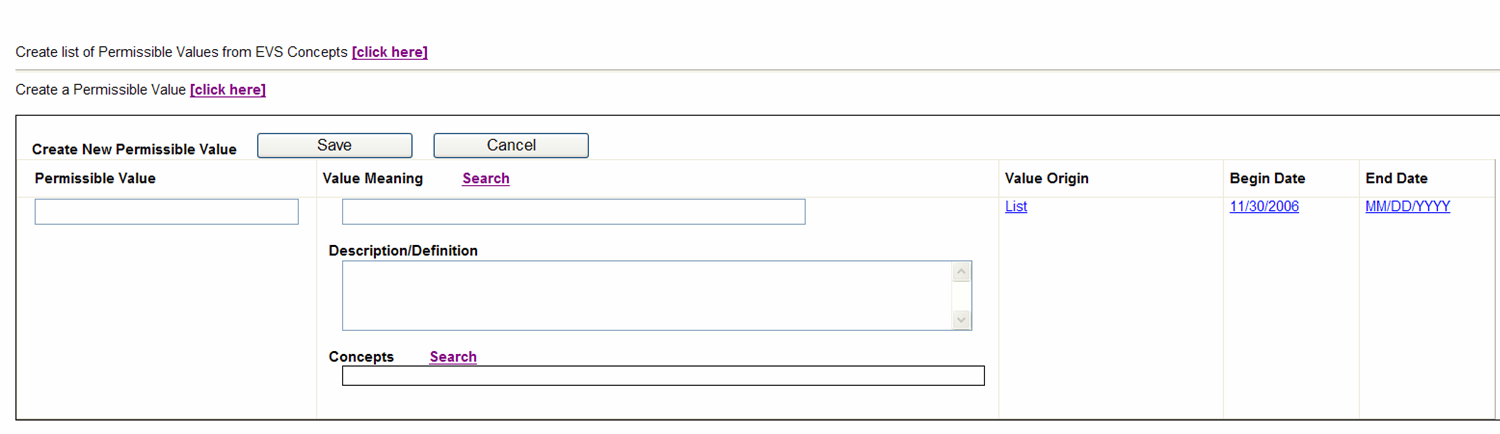 Create list of Permissible Values from EVS Concepts [click here]
Create a Permissible Value [click here]
Create New Permissible Value Save Cancel
Permissible Value Value Meaning Search Value Origin Begin Date End Date
List 11/30/2006 MM/DD/YYYY
Description/Definition
Concepts Search